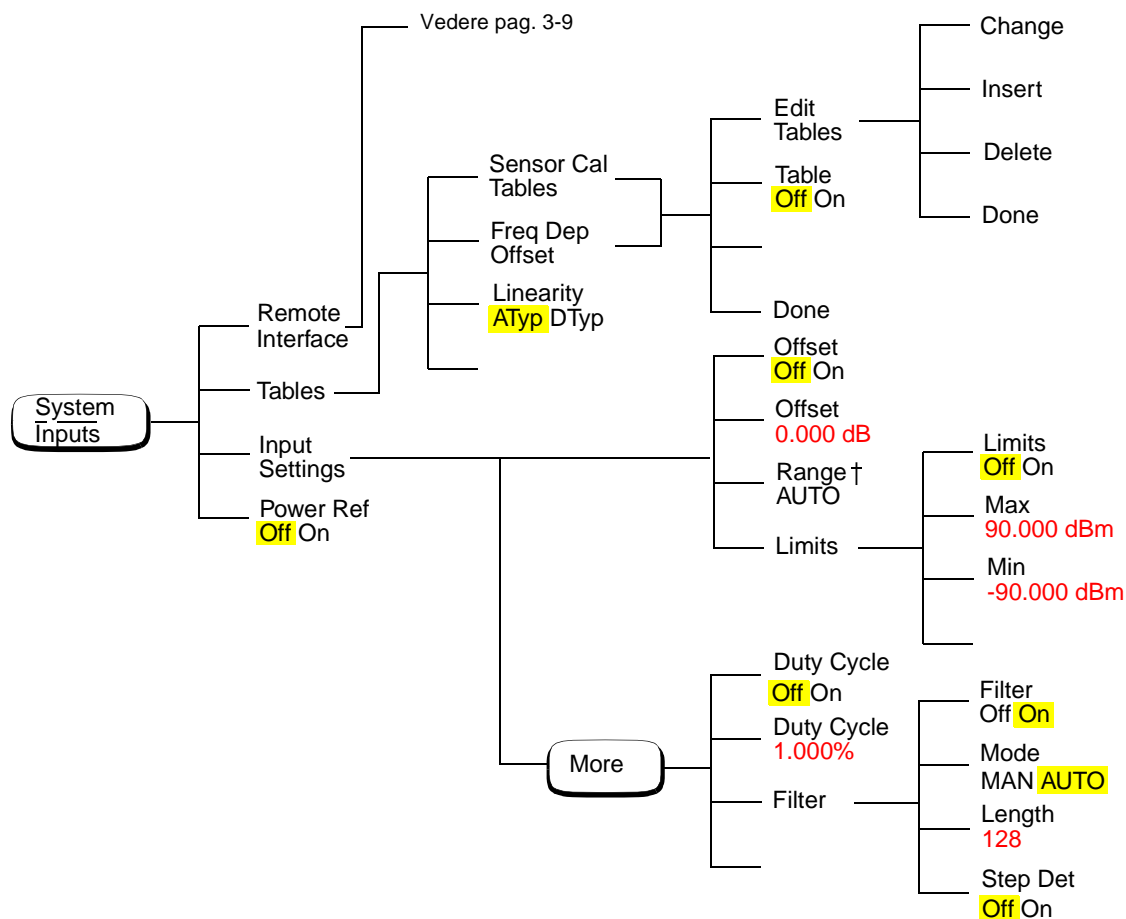 Vedere pag. 3-9
Change
Insert
Delete
Done
Edit
Tables
Table
Off On
Done
Sensor Cal
Tables
Freq Dep
Offset
Linearity
ATyp DTyp
Remote
Interface
Tables
Input
Settings
Power Ref
Off On
System
Inputs
Offset
Off On
Offset
0.000 dB
Range†
AUTO
Limits
Limits
Off On
Max
90.000 dBm
Min
-90.000 dBm
More
Duty Cycle
Off On
Duty Cycle
1.000%
Filter
Filter
Off On
Mode
MAN AUTO
Length
128
Step Det
Off On